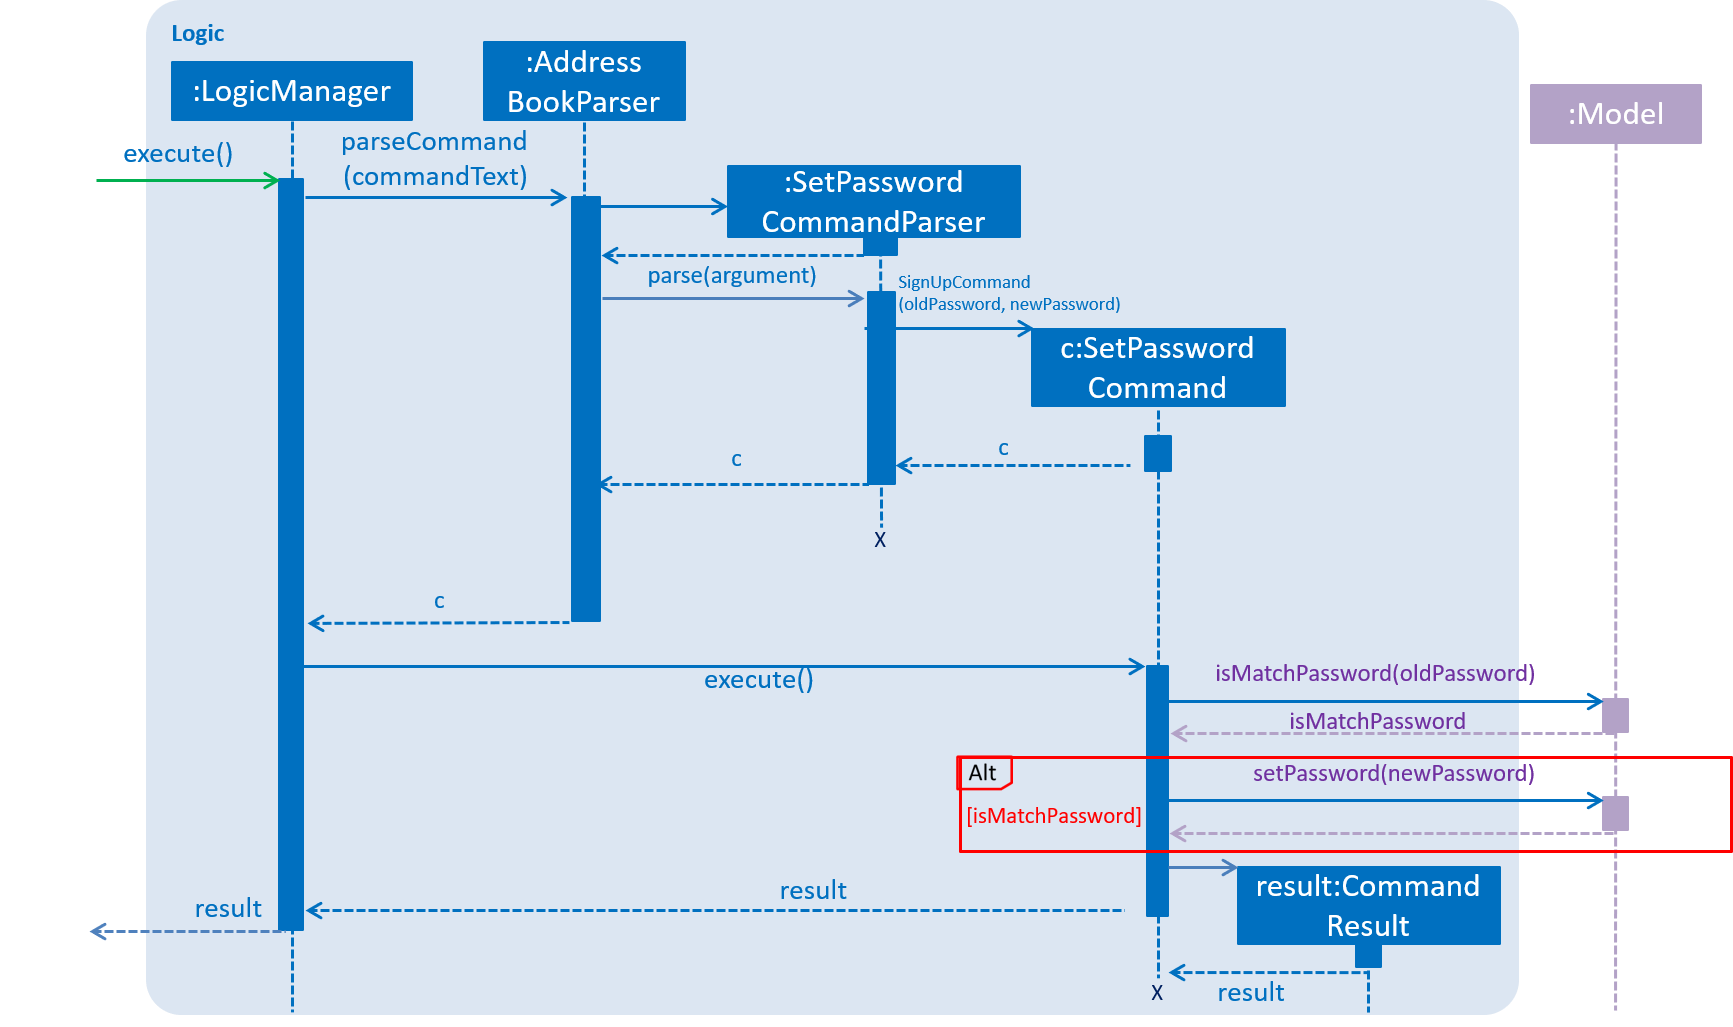 Logic
:LogicManager
:Address
BookParser
:Model
execute()
parseCommand
(commandText)
:SetPassword
CommandParser
parse(argument)
SignUpCommand
(oldPassword, newPassword)
c:SetPassword
Command
c
c
X
c
execute()
isMatchPassword(oldPassword)
isMatchPassword
Alt
setPassword(newPassword)
[isMatchPassword]
result:Command
Result
result
result
result
X